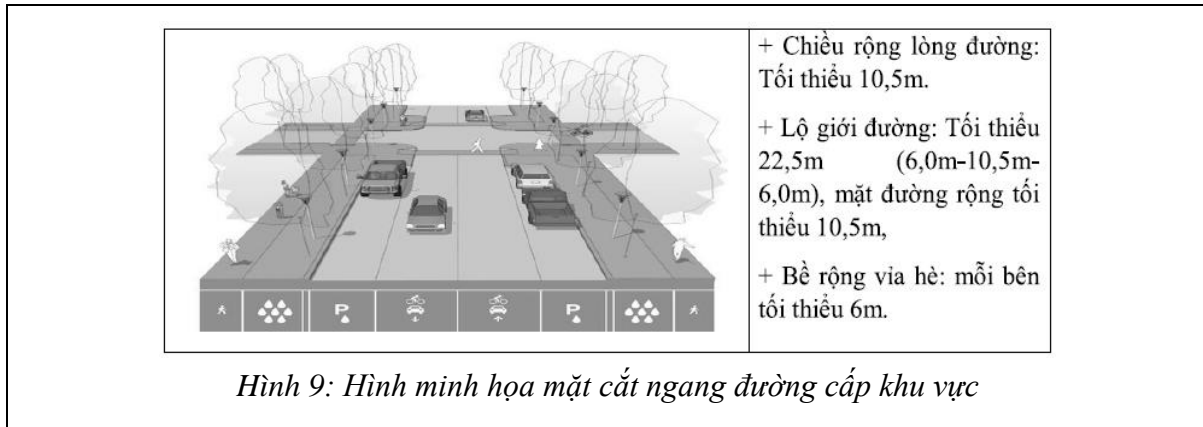 + Chiều rộng lòng đường:
Tối thiểu 10,5m.
+ Lộ giới đường: Tối thiểu
22,5m (6,0m-10,5m-
6,0m), mặt đường rộng tối
thiểu 10,5m,
+ Bề rộng vỉa hè: mỗi bên
tối thiểu 6m.
P P
Hình 9: Hình minh họa mặt cắt ngang đường cấp khu vực